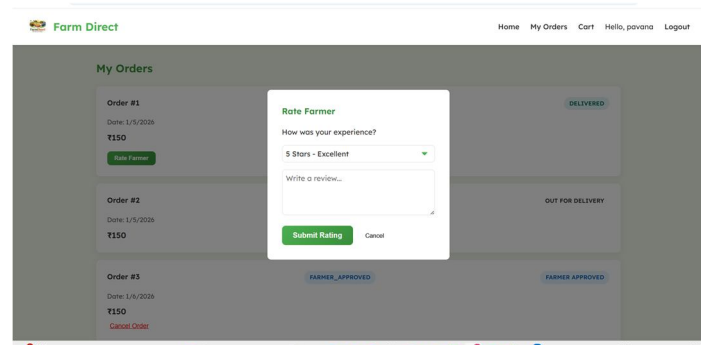 Farm Direct
Home My Orders Cart Hello, pavana Logout
My Orders
Order #1
DELIVERED
Date: 1/5/2026
₹150
Rate Farmer
Rate Farmer
How was your experience?
5 Stars - Excellent
Write a review...
Submit Rating Cancel
Order #2
OUT FOR DELIVERY
Date: 1/5/2026
₹150
Order #3 FARMER_APPROVED FARMER APPROVED
Date: 1/6/2026
₹150
Cancel Order